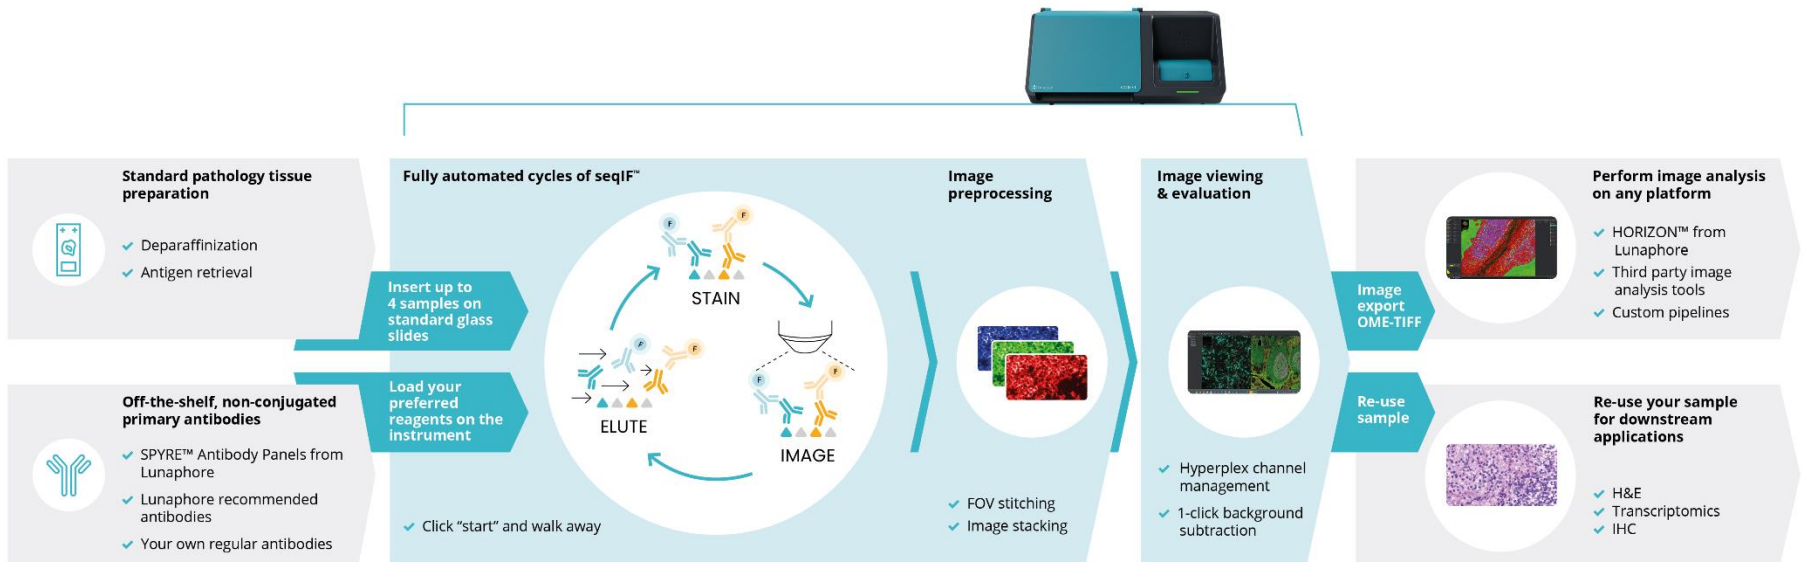 Standard pathology tissue
preparation
✓ Deparaffinization
✓ Antigen retrieval
Off-the-shelf, non-conjugated
primary antibodies
✓ SPYRE™ Antibody Panels from
Lunaphore
✓ Lunaphore recommended
antibodies
✓ Your own regular antibodies
Insert up to
4 samples on
standard glass
slides
Load your
preferred
reagents on the
instrument
Fully automated cycles of seqIF™
F
F
STAIN
F
F
IMAGE
F
F
ELUTE
✓ Click “start” and walk away
Image
preprocessing
✓ FOV stitching
✓ Image stacking
Image viewing
& evaluation
✓ Hyperplex channel
management
✓ 1-click background
subtraction
Image
export
OME-TIFF
Re-use
sample
Perform image analysis
on any platform
✓ HORIZON™ from
Lunaphore
✓ Third party image
analysis tools
✓ Custom pipelines
Re-use your sample
for downstream
applications
✓ H&E
✓ Transcriptomics
✓ IHC